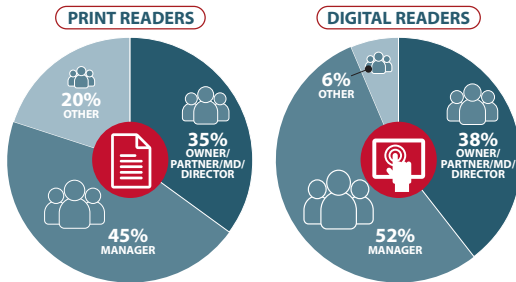 PRINT READERS
20%
OTHER
35%
OWNER/
PARTNER/MD/
DIRECTOR
45%
MANAGER
DIGITAL READERS
6%
OTHER
38%
OWNER/
PARTNER/MD/
DIRECTOR
52%
MANAGER